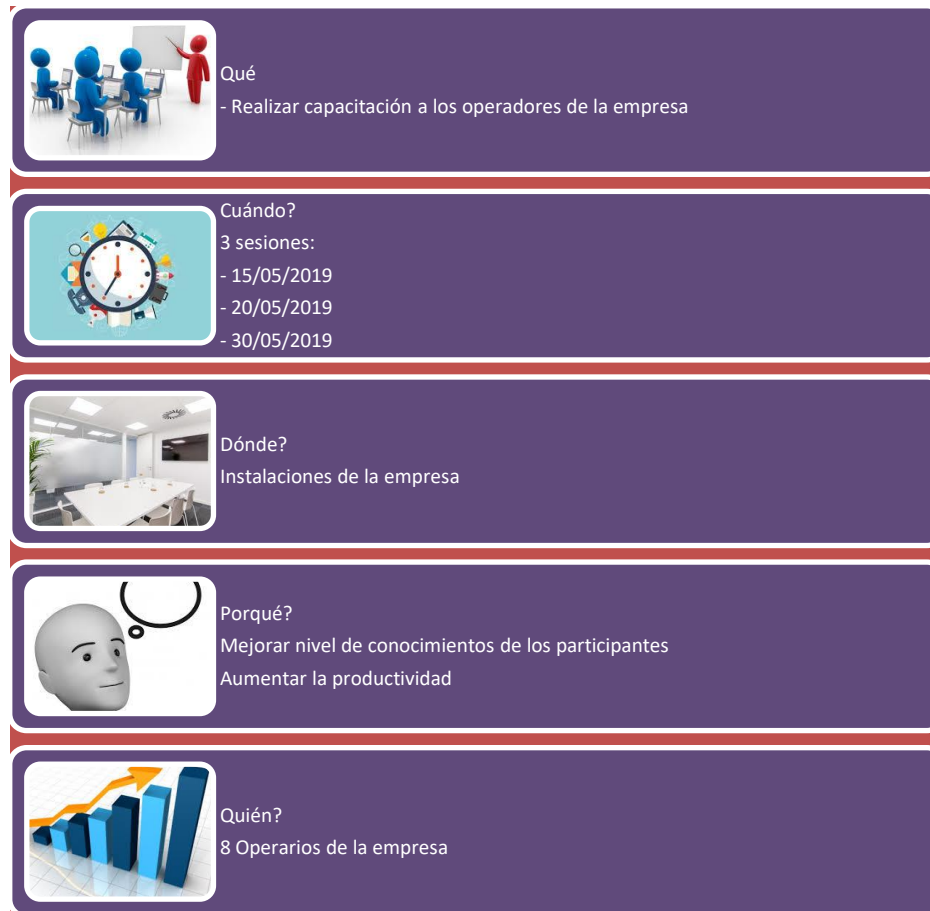 Qué
- Realizar capacitación a los operadores de la empresa
Cuándo?
3 sesiones:
- 15/05/2019
- 20/05/2019
- 30/05/2019
Dónde?
Instalaciones de la empresa
Porqué?
Mejorar nivel de conocimientos de los participantes
Aumentar la productividad
Quién?
8 Operarios de la empresa